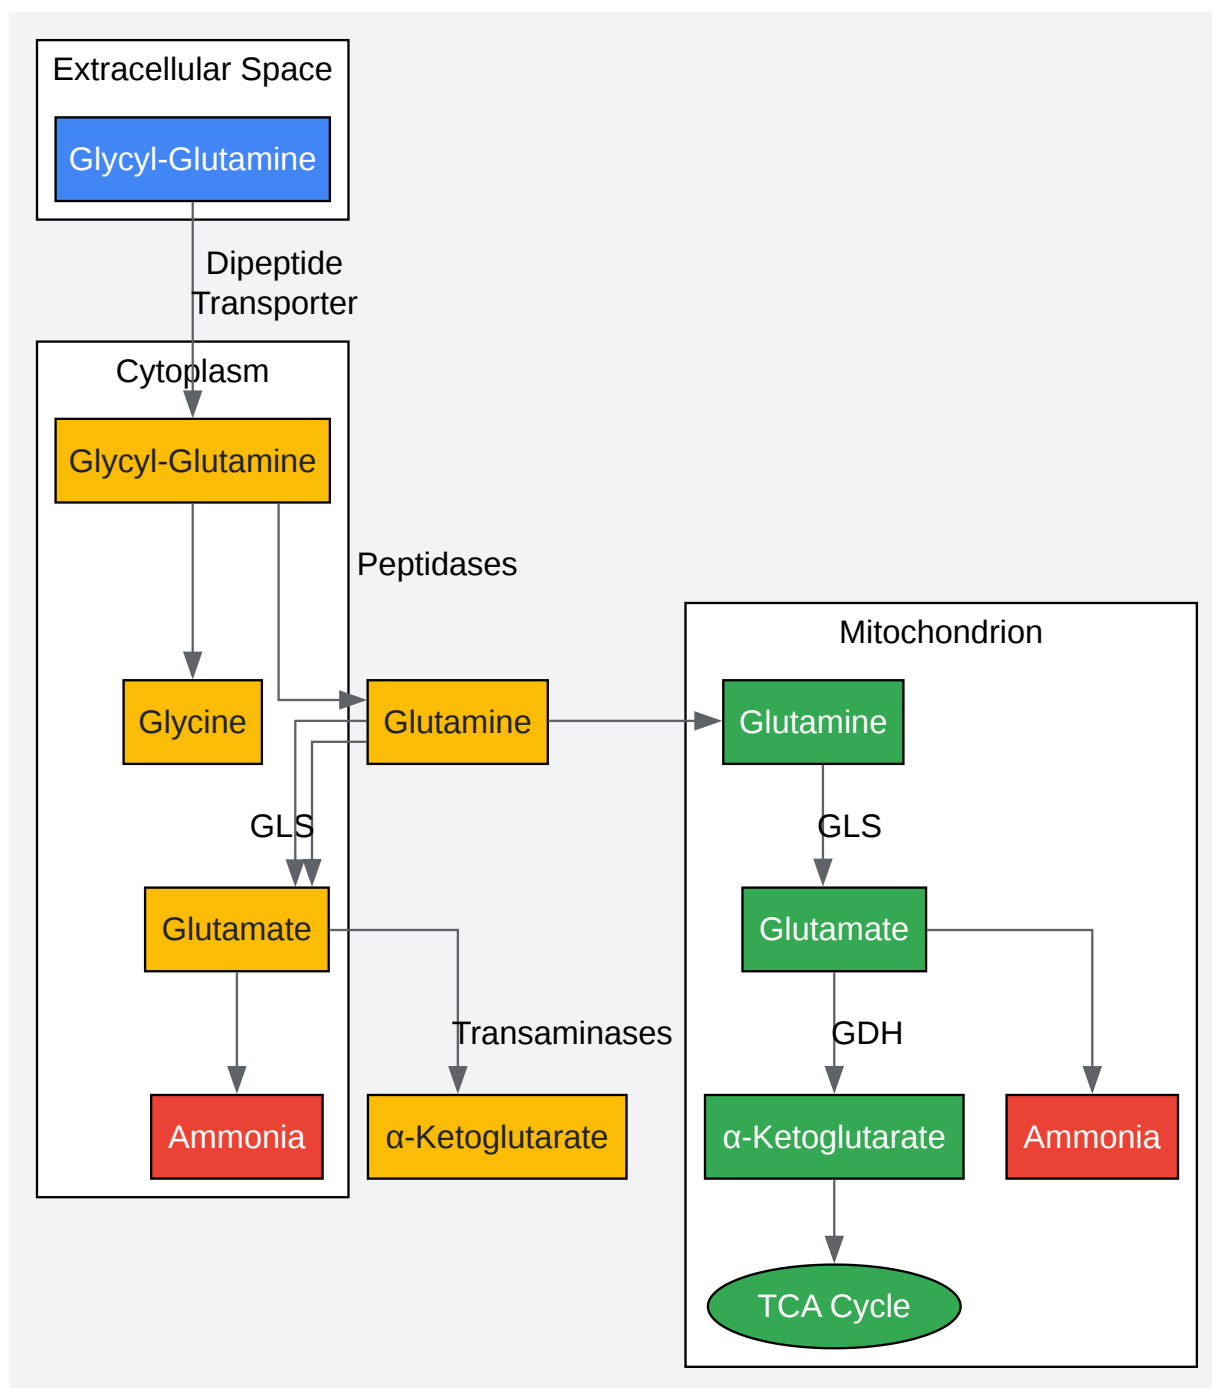 Extracellular Space
Glycyl-Glutamine
Dipeptide
Transporter
Cytoplasm
Glycyl-Glutamine
Peptidases
Mitochondrion
Glycine
Glutamine
Glutamine
GLS
GLS
Glutamate
Glutamate
Transaminases
GDH
Ammonia
α-Ketoglutarate
α-Ketoglutarate
Ammonia
TCA Cycle